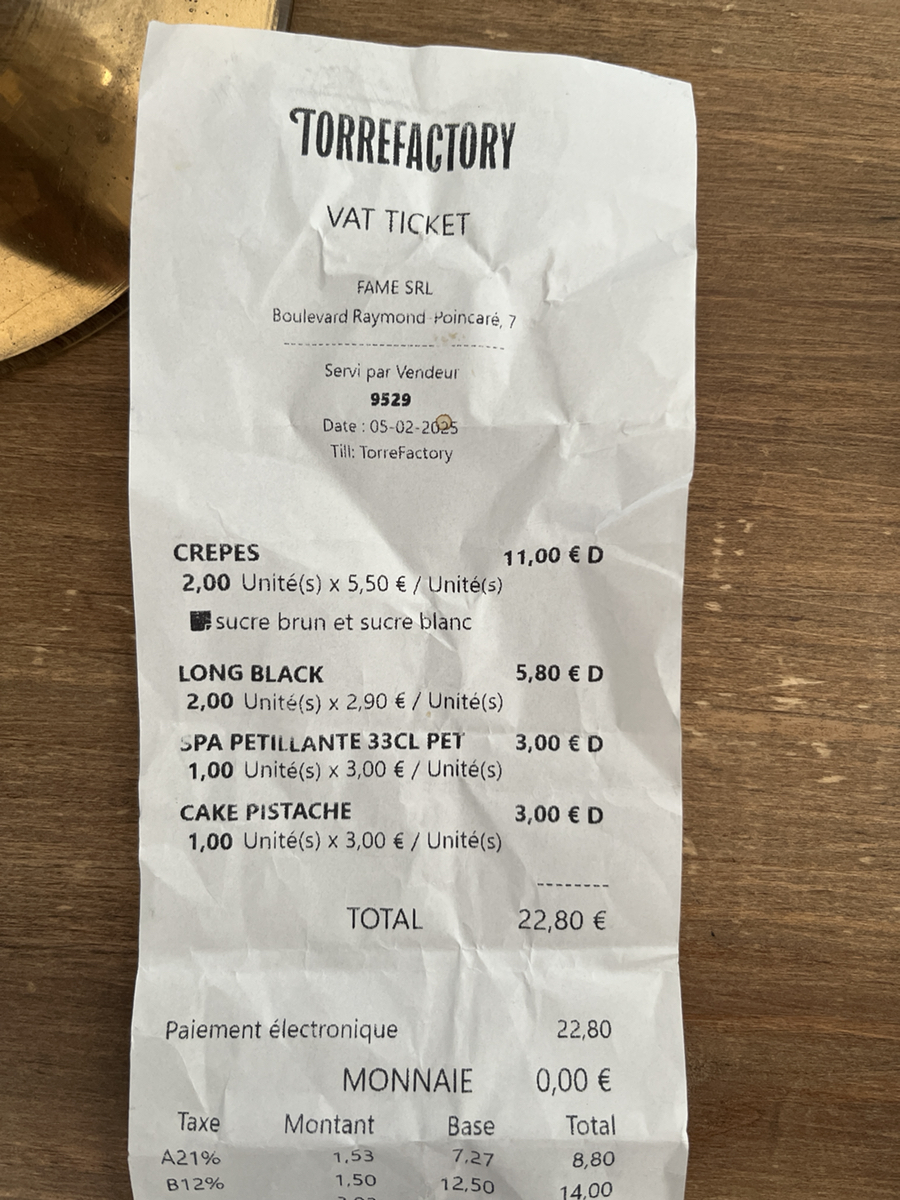 TORREFACTORY
VAT TICKET
FAME SRL
Boulevard Raymond Poincaré, 7
Servi par Vendeur
9529
Date : 05-02-2025
Till: TorreFactory
CREPES 11,00 € D
2,00 Unité(s) x 5,50 € / Unité(s)
sucre brun et sucre blanc
LONG BLACK 5,80 € D
2,00 Unité(s) x 2,90 € / Unité(s)
SPA PETILLANTE 33CL PET 3,00 € D
1,00 Unité(s) x 3,00 € / Unité(s)
CAKE PISTACHE 3,00 € D
1,00 Unité(s) x 3,00 € / Unité(s)
--------
TOTAL 22,80 €
Paiement électronique 22,80
MONNAIE 0,00 €
Taxe Montant Base Total
A21% 1,53 7,27 8,80
B12% 1,50 12,50 14,00